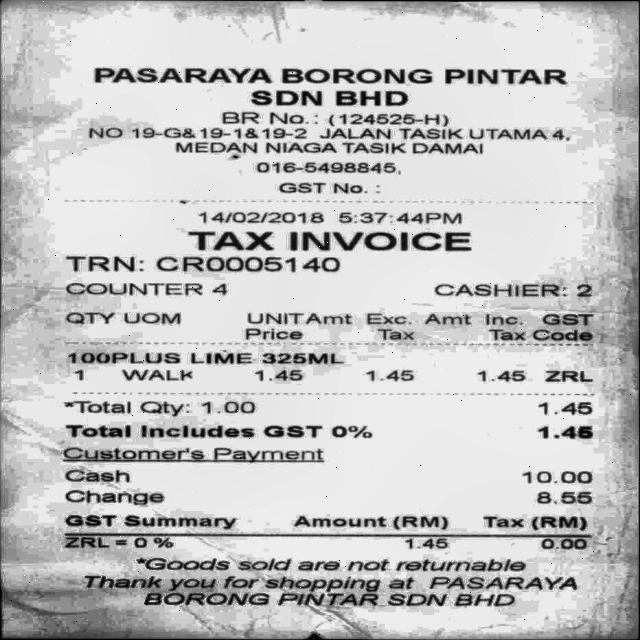 PASARAYA BORONG PINTAR
SDN BHD
BR No.: (124525-H)
NO 19-G&19-1&19-2 JALAN TASIK UTAMA 4,
MEDAN NIAGA TASIK DAMAI
016-5498845,
GST No. :
14/02/2018 5:37:44PM
TAX INVOICE
TRN: CR0005140
COUNTER 4 CASHIER: 2
QTY UOM UNIT Amt Exc. Amt Inc. GST
Price Tax Tax Code
100PLUS LIME 325ML
1 WALK 1.45 1.45 1.45 ZRL
*Total Qty: 1.00 1.45
Total Includes GST 0% 1.45
Customer's Payment
Cash 10.00
Change 8.55
GST Summary Amount (RM) Tax (RM)
ZRL = 0 % 1.45 0.00
*Goods sold are not returnable
Thank you for shopping at PASARAYA
BORONG PINTAR SDN BHD